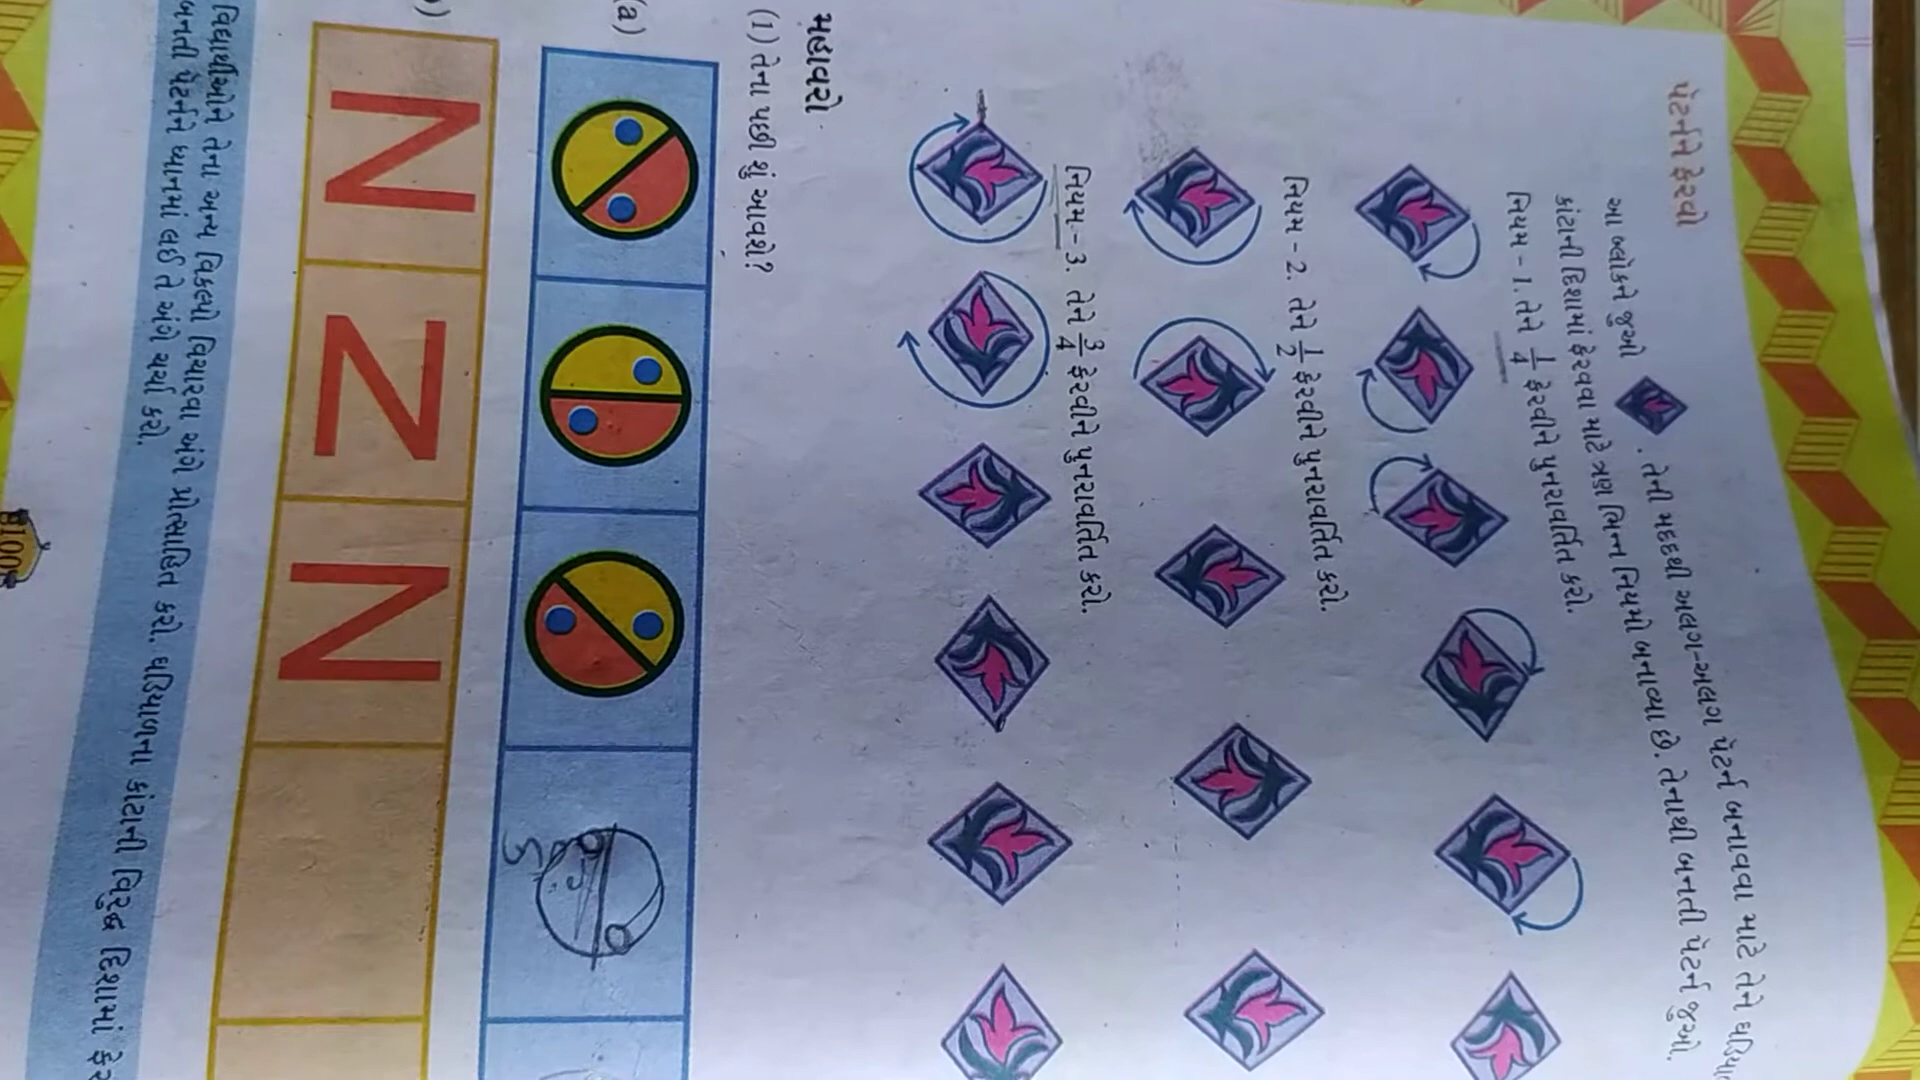 પેટર્નને ફેરવો
આ બ્લોકને જુઓ . તેની મદદથી અલગ-અલગ પેટર્ન બનાવવા માટે તેને ઘડિયા
કાંટાની દિશામાં ફેરવવા માટે ત્રણ ભિન્ન નિયમો બનાવ્યા છે. તેનાથી બનતી પેટર્ન જુઓ.
નિયમ - 1. તેને 1/4 ફેરવીને પુનરાવર્તિત કરો.
નિયમ - 2. તેને 1/2 ફેરવીને પુનરાવર્તિત કરો.
નિયમ - 3. તેને 3/4 ફેરવીને પુનરાવર્તિત કરો.
મહાવરો
(1) તેના પછી શું આવશે?
(a)
Z N Z
વિદ્યાર્થીઓને તેના અન્ય વિકલ્પો વિચારવા અંગે પ્રોત્સાહિત કરો. ઘડિયાળના કાંટાની વિરુદ્ધ દિશામાં ફેર
બનતી પેટર્નને ધ્યાનમાં લઈ તે અંગે ચર્ચા કરો.